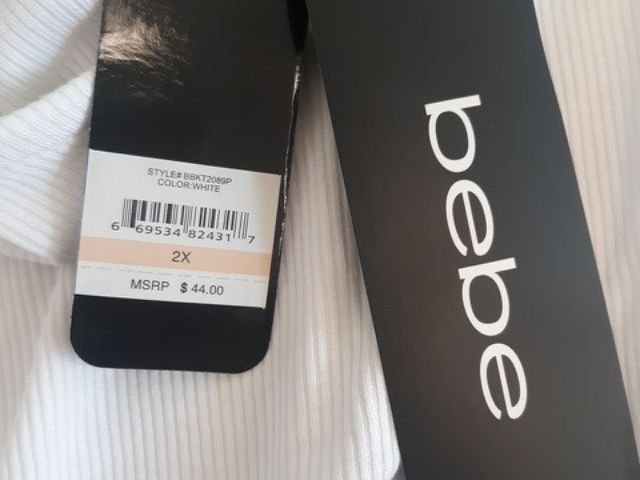 STYLE# BBKT2089P
COLOR:WHITE
6 69534 82431 7
2X
MSRP $ 44.00
bebe